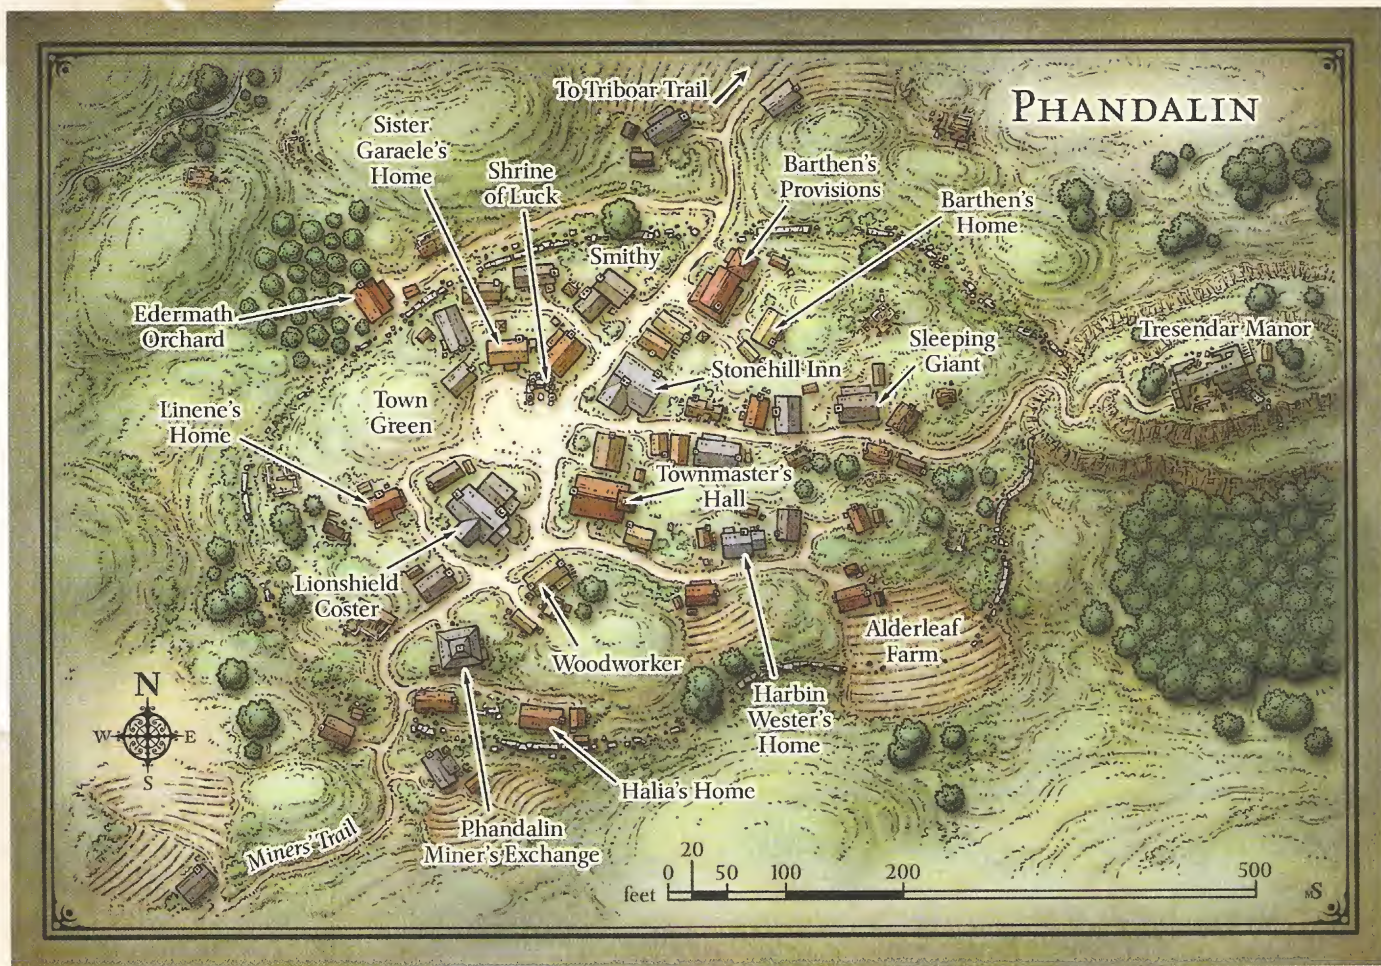 PHANDALIN
To Triboar Trail
Sister
Garaele's
Home
Shrine
of Luck
Barthen's
Provisions
Barthen's
Home
Smithy
Edermath
Orchard
Tresendar Manor
Sleeping
Giant
Stonehill Inn
Town
Green
Linene's
Home
Townmaster's
Hall
Lionshield
Coster
Alderleaf
Farm
Woodworker
Harbin
Wester's
Home
N
W
E
S
Halia's Home
Phandalin
Miner's Exchange
Miners' Trail
20
0 50 100 200 500
feet